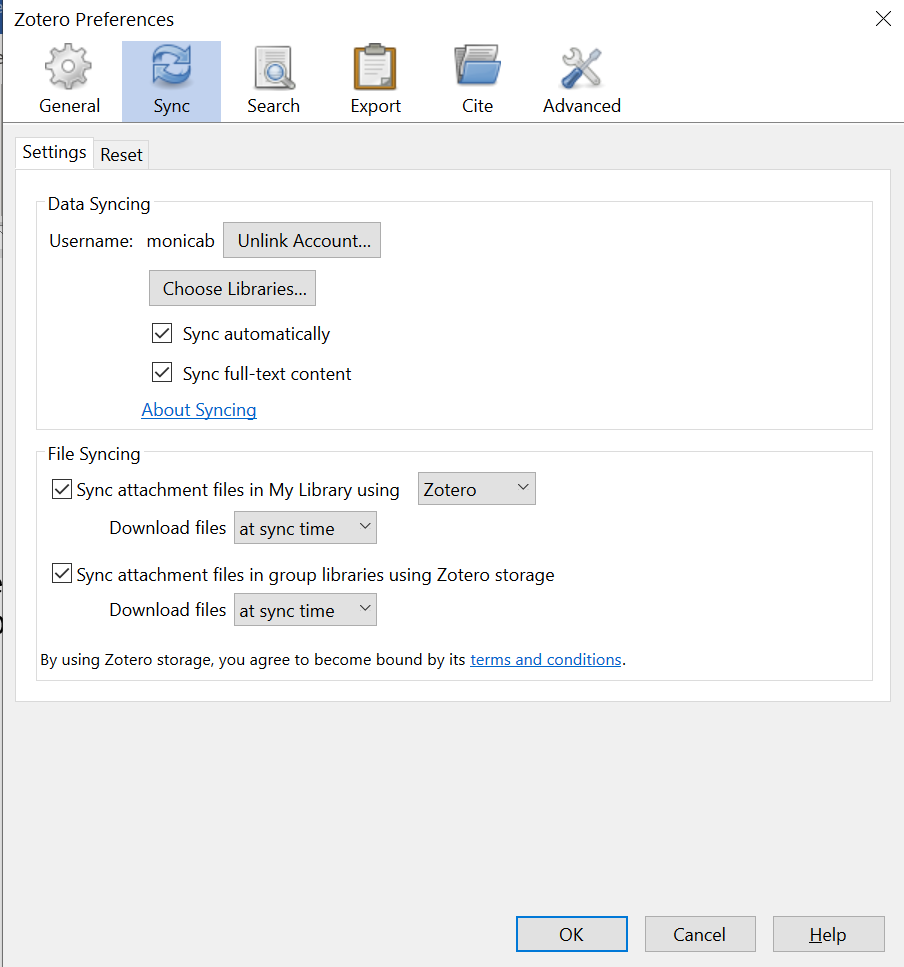 Zotero Preferences
General Sync Search Export Cite Advanced
Settings Reset
Data Syncing
Username: monicab Unlink Account...
Choose Libraries...
Sync automatically
Sync full-text content
About Syncing
File Syncing
Sync attachment files in My Library using Zotero
Download files at sync time
Sync attachment files in group libraries using Zotero storage
Download files at sync time
By using Zotero storage, you agree to become bound by its terms and conditions.
OK Cancel Help